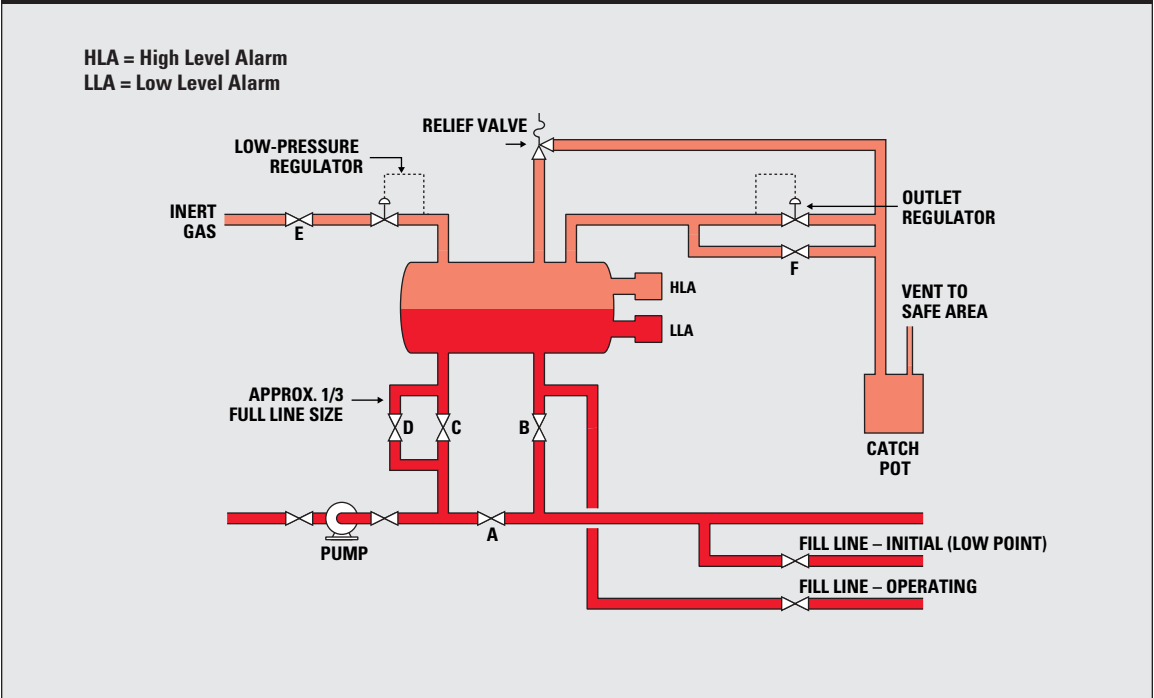 HLA = High Level Alarm
LLA = Low Level Alarm
RELIEF VALVE
LOW-PRESSURE
REGULATOR
INERT
GAS
E
OUTLET
REGULATOR
F
HLA
LLA
VENT TO
SAFE AREA
APPROX. 1/3
FULL LINE SIZE
D
C
B
CATCH
POT
A
PUMP
FILL LINE – INITIAL (LOW POINT)
FILL LINE – OPERATING